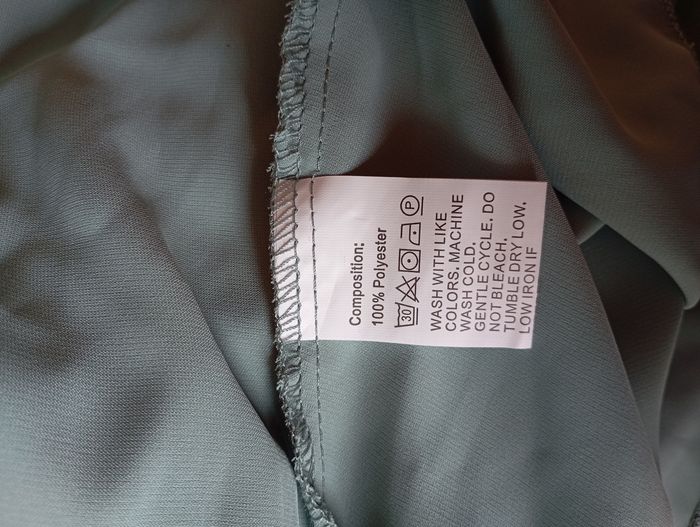 Composition:
100% Polyester
30 P
WASH WITH LIKE
COLORS. MACHINE
WASH COLD.
GENTLE CYCLE. DO
NOT BLEACH.
TUMBLE DRY LOW.
LOW IRON IF